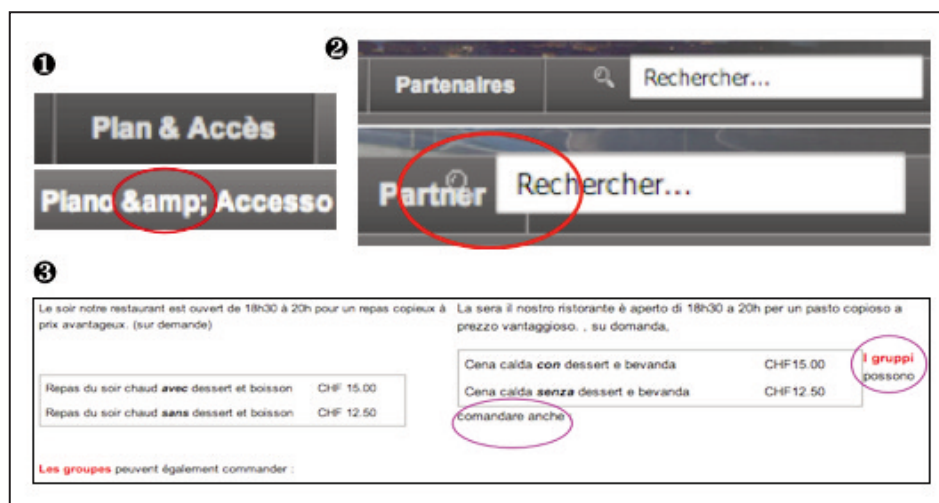 ❶
Plan & Accès
Piano &amp; Accesso
❷
Partenaires
Rechercher...
Partner
Rechercher...
❸
Le soir notre restaurant est ouvert de 18h30 à 20h pour un repas copieux à
prix avantageux. (sur demande)
Repas du soir chaud avec dessert et boisson CHF 15.00
Repas du soir chaud sans dessert et boisson CHF 12.50
Les groupes peuvent également commander :
La sera il nostro ristorante è aperto di 18h30 a 20h per un pasto copioso a
prezzo vantaggioso. , su domanda,
Cena calda con dessert e bevanda CHF15.00
Cena calda senza dessert e bevanda CHF12.50
I gruppi
possono
comandare anche :